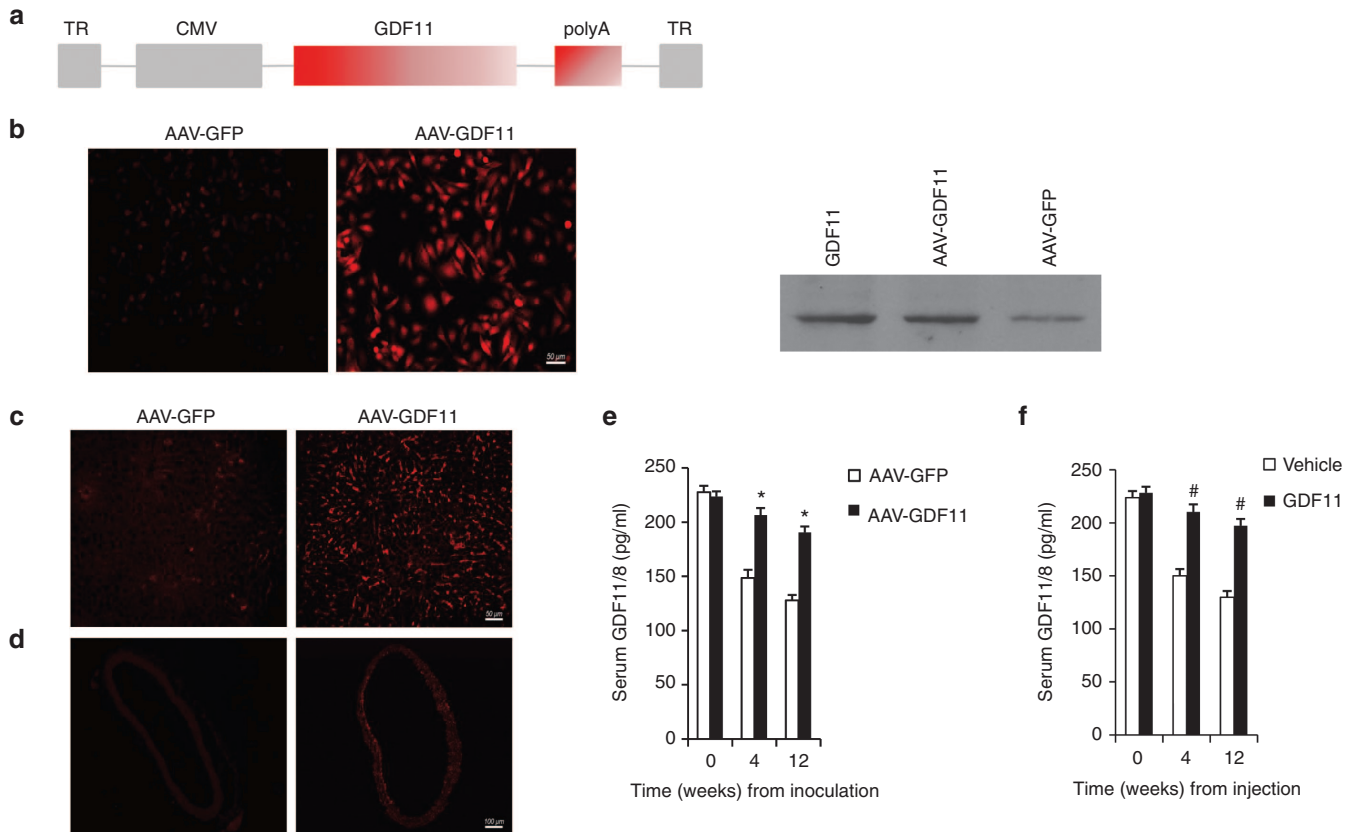 a
TR CMV GDF11 polyA TR
b
AAV-GFP AAV-GDF11
50 µm
GDF11
AAV-GDF11
AAV-GFP
c
AAV-GFP AAV-GDF11
50 µm
d
100 µm
e
AAV-GFP
AAV-GDF11
Serum GDF11/8 (pg/ml)
250
200
150
100
50
0
* *
0 4 12
Time (weeks) from inoculation
f
Vehicle
GDF11
Serum GDF11/8 (pg/ml)
250
200
150
100
50
0
# #
0 4 12
Time (weeks) from injection